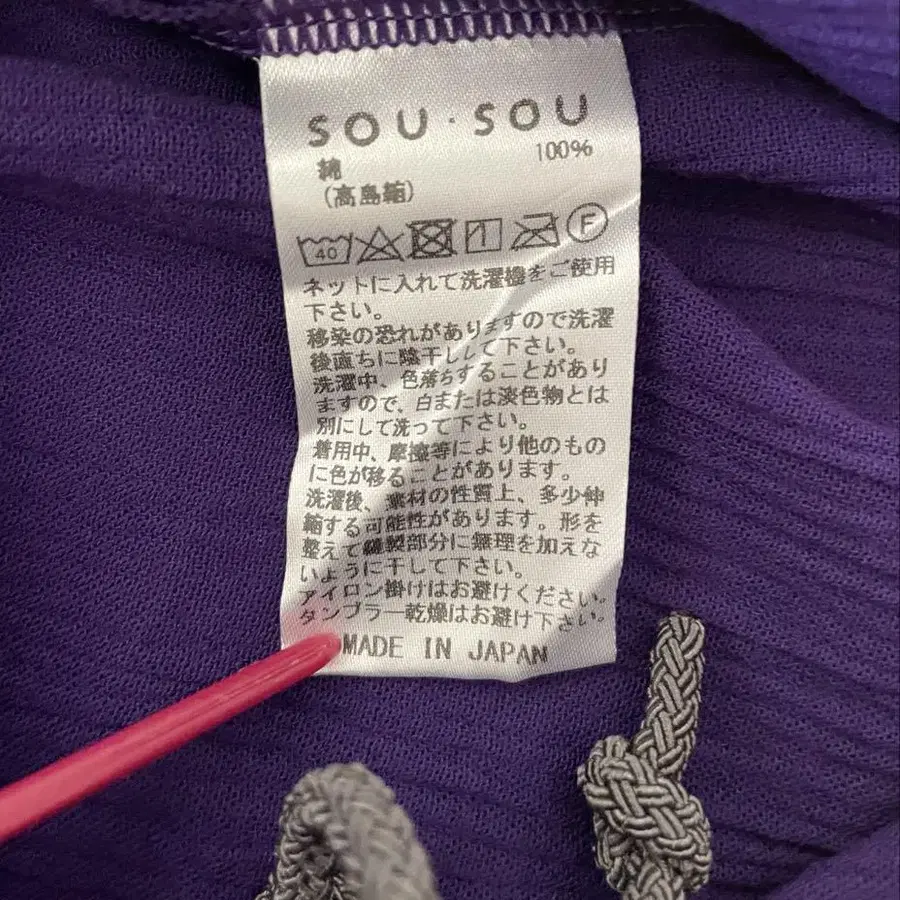 SOU・SOU
綿 100%
(高島縮)
40 F
ネットに入れて洗濯機をご使用
下さい。
移染の恐れがありますので洗濯
後直ちに陰干しして下さい。
洗濯中、色落ちすることがあり
ますので、白または淡色物とは
別にして洗って下さい。
着用中、摩擦等により他のもの
に色が移ることがあります。
洗濯後、素材の性質上、多少伸
縮する可能性があります。形を
整えて縫製部分に無理を加えな
いように干して下さい。
アイロン掛けはお避けください。
タンブラー乾燥はお避け下さい。
MADE IN JAPAN